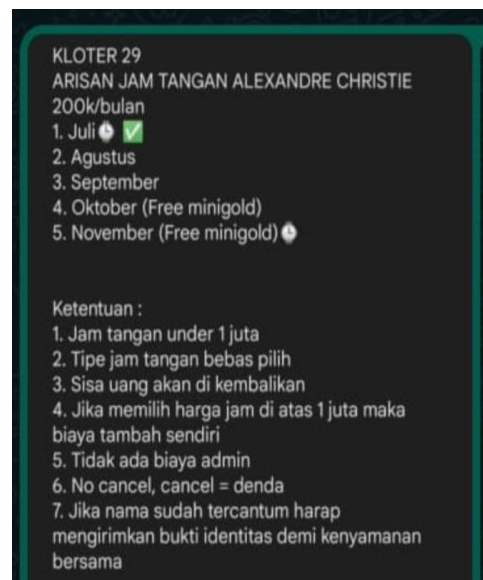 KLOTER 29
ARISAN JAM TANGAN ALEXANDRE CHRISTIE
200k/bulan
1. Juli⌚ ✅
2. Agustus
3. September
4. Oktober (Free minigold)
5. November (Free minigold)⌚
Ketentuan :
1. Jam tangan under 1 juta
2. Tipe jam tangan bebas pilih
3. Sisa uang akan di kembalikan
4. Jika memilih harga jam di atas 1 juta maka
biaya tambah sendiri
5. Tidak ada biaya admin
6. No cancel, cancel = denda
7. Jika nama sudah tercantum harap
mengirimkan bukti identitas demi kenyamanan
bersama